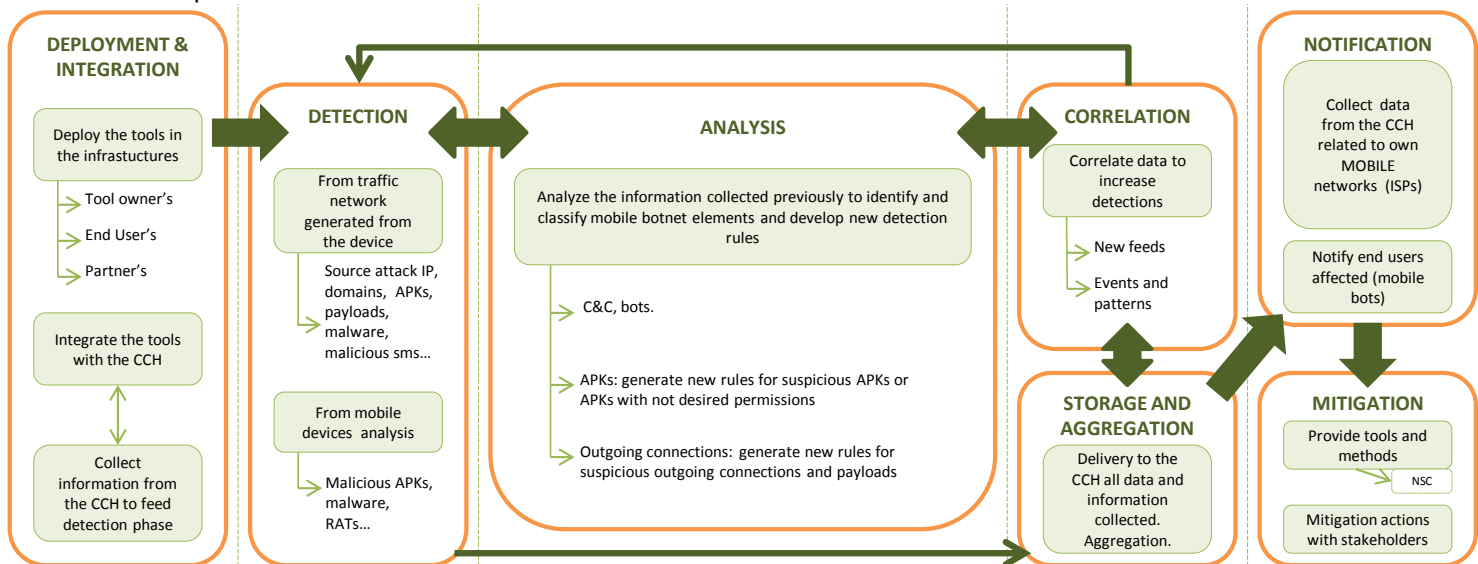 DEPLOYMENT &
INTEGRATION
Deploy the tools in
the infrastuctures
Tool owner's
End User's
Partner's
Integrate the tools
with the CCH
Collect
information from
the CCH to feed
detection phase
DETECTION
From traffic
network
generated from
the device
Source attack IP,
domains, APKs,
payloads,
malware,
malicious sms…
From mobile
devices analysis
Malicious APKs,
malware,
RATs…
ANALYSIS
Analyze the information collected previously to identify and
classify mobile botnet elements and develop new detection
rules
C&C, bots.
APKs: generate new rules for suspicious APKs or
APKs with not desired permissions
Outgoing connections: generate new rules for
suspicious outgoing connections and payloads
CORRELATION
Correlate data to
increase
detections
New feeds
Events and
patterns
STORAGE AND
AGGREGATION
Delivery to the
CCH all data and
information
collected.
Aggregation.
NOTIFICATION
Collect data
from the CCH
related to own
MOBILE
networks (ISPs)
Notify end users
affected (mobile
bots)
MITIGATION
Provide tools and
methods
NSC
Mitigation actions
with stakeholders